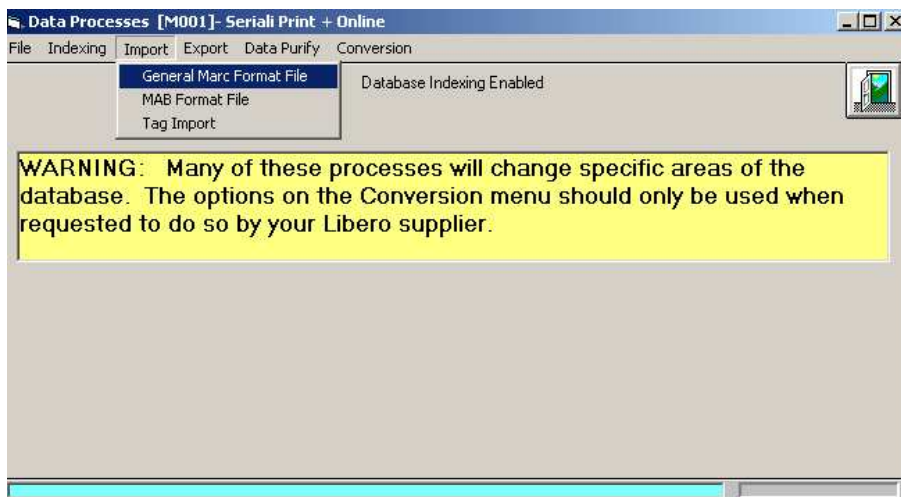 Data Processes [M001]- Seriali Print + Online
File Indexing Import Export Data Purify Conversion
General Marc Format File
MAB Format File
Tag Import
Database Indexing Enabled
WARNING: Many of these processes will change specific areas of the
database. The options on the Conversion menu should only be used when
requested to do so by your Libero supplier.